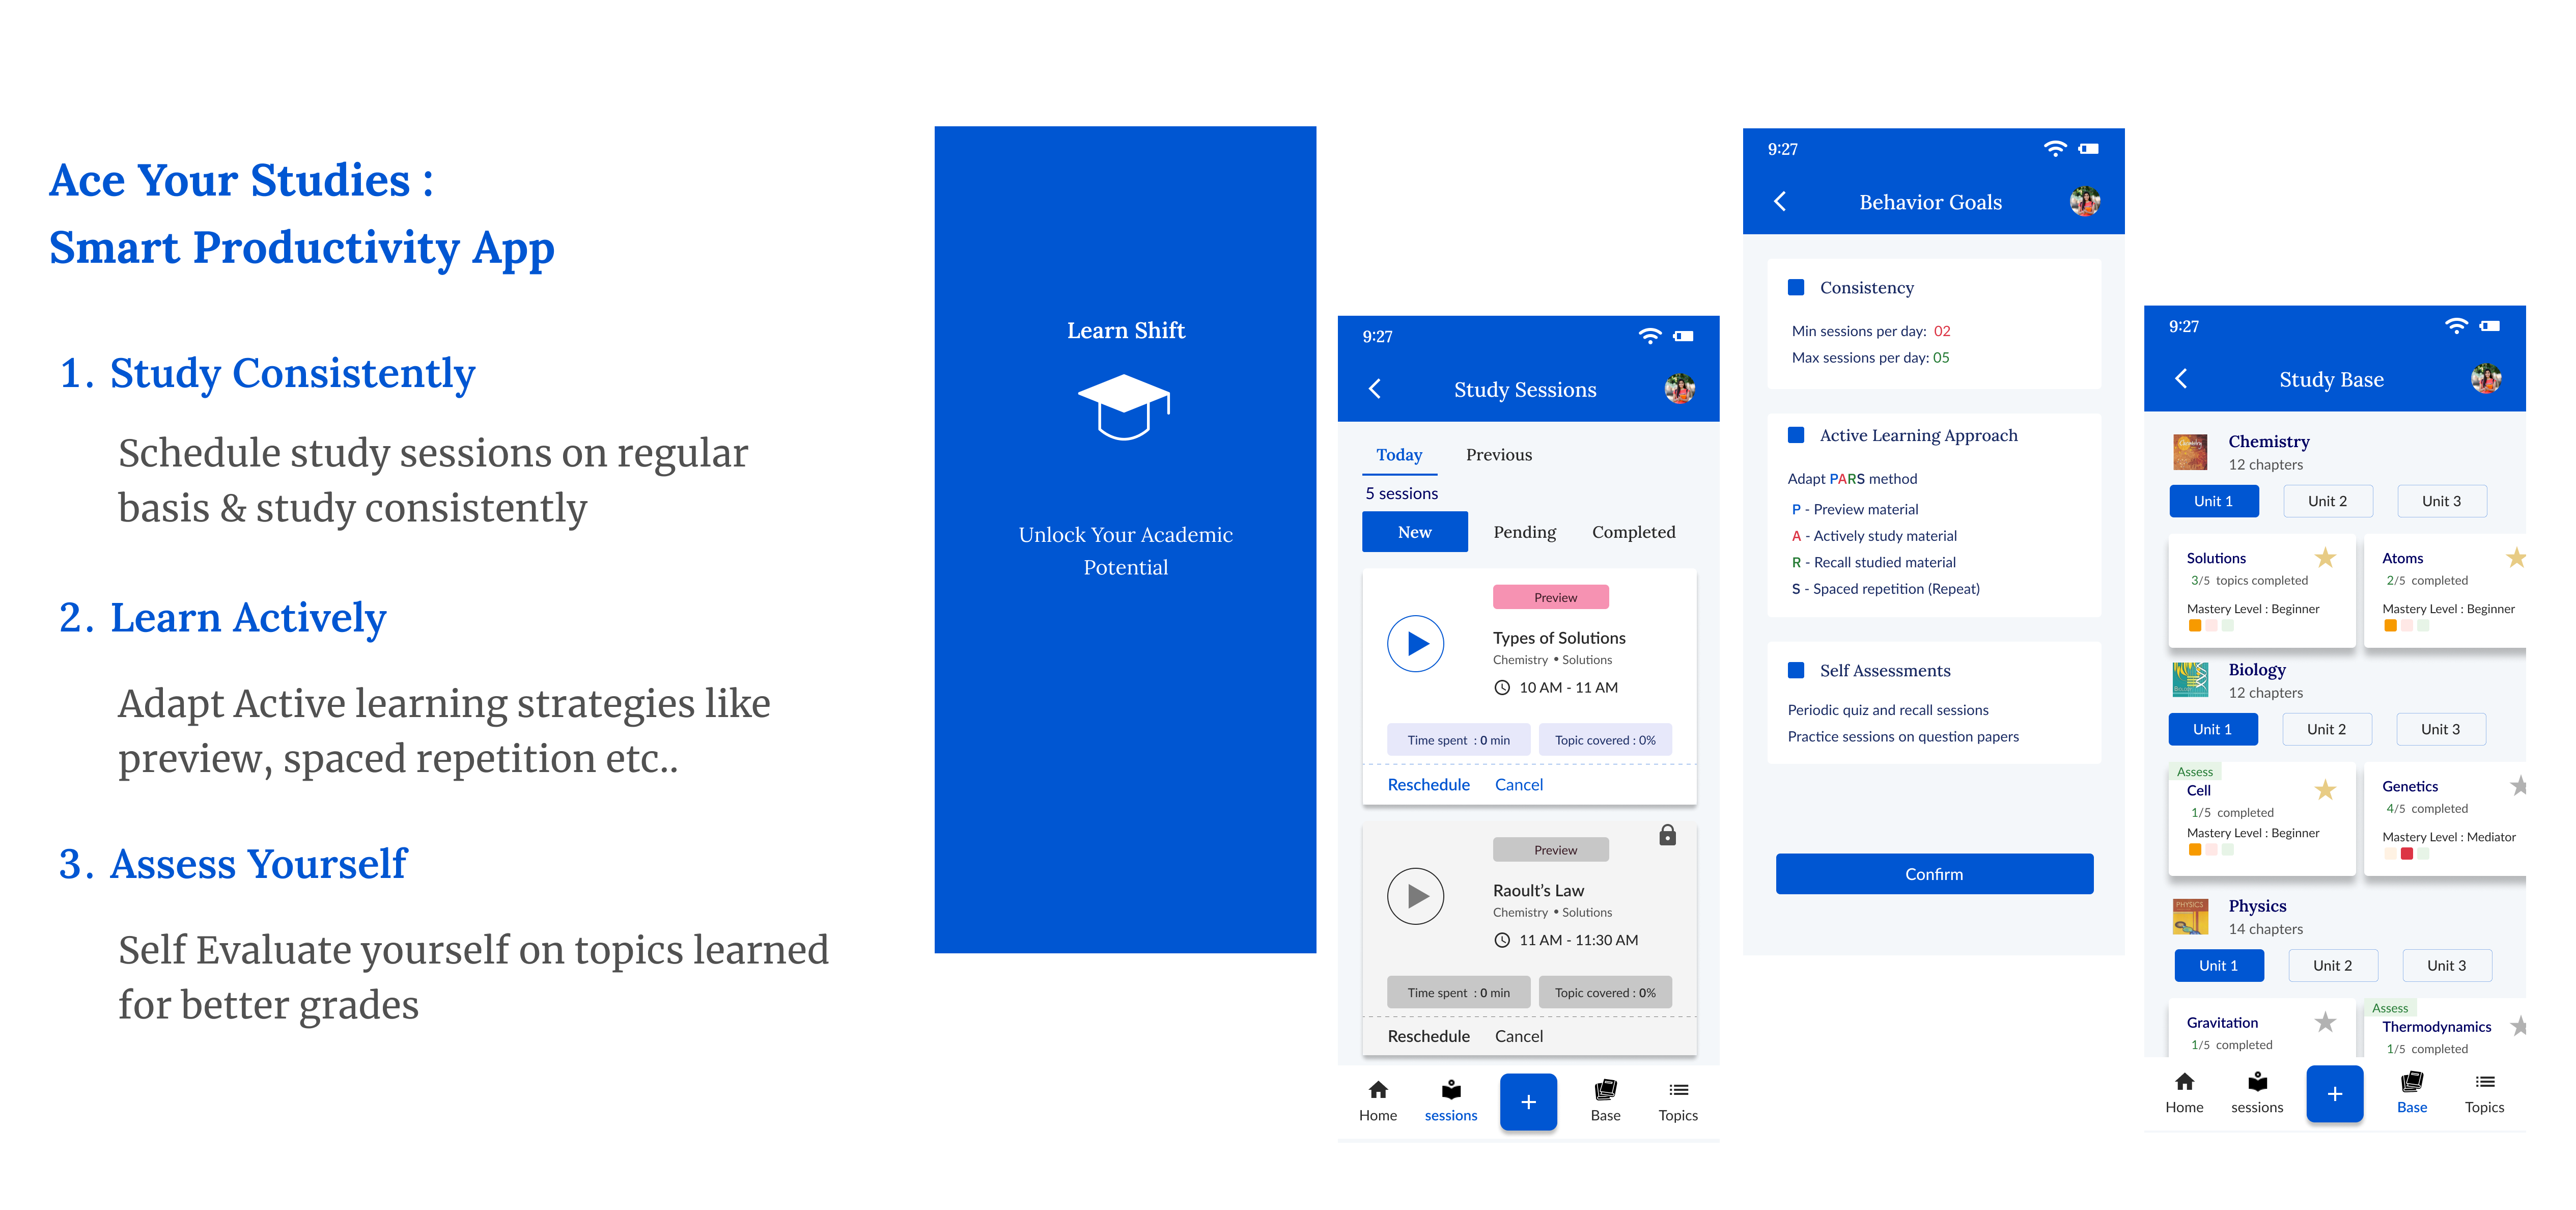 Ace Your Studies :
Smart Productivity App
1. Study Consistently
Schedule study sessions on regular
basis & study consistently
2. Learn Actively
Adapt Active learning strategies like
preview, spaced repetition etc..
3. Assess Yourself
Self Evaluate yourself on topics learned
for better grades
Learn Shift
Unlock Your Academic
Potential
9:27
Study Sessions
Today Previous
5 sessions
New Pending Completed
Preview
Types of Solutions
Chemistry • Solutions
10 AM - 11 AM
Time spent : 0 min Topic covered : 0%
Reschedule Cancel
Preview
Raoult's Law
Chemistry • Solutions
11 AM - 11:30 AM
Time spent : 0 min Topic covered : 0%
Reschedule Cancel
Home sessions + Base Topics
9:27
Behavior Goals
Consistency
Min sessions per day: 02
Max sessions per day: 05
Active Learning Approach
Adapt PARS method
P - Preview material
A - Actively study material
R - Recall studied material
S - Spaced repetition (Repeat)
Self Assessments
Periodic quiz and recall sessions
Practice sessions on question papers
Confirm
9:27
Study Base
Chemistry
12 chapters
Unit 1 Unit 2 Unit 3
Solutions
3/5 topics completed
Mastery Level : Beginner
Atoms
2/5 completed
Mastery Level : Beginner
Biology
12 chapters
Unit 1 Unit 2 Unit 3
Assess
Cell
1/5 completed
Mastery Level : Beginner
Genetics
4/5 completed
Mastery Level : Mediator
PHYSICS
Physics
14 chapters
Unit 1 Unit 2 Unit 3
Gravitation
1/5 completed
Assess
Thermodynamics
1/5 completed
Home sessions + Base Topics